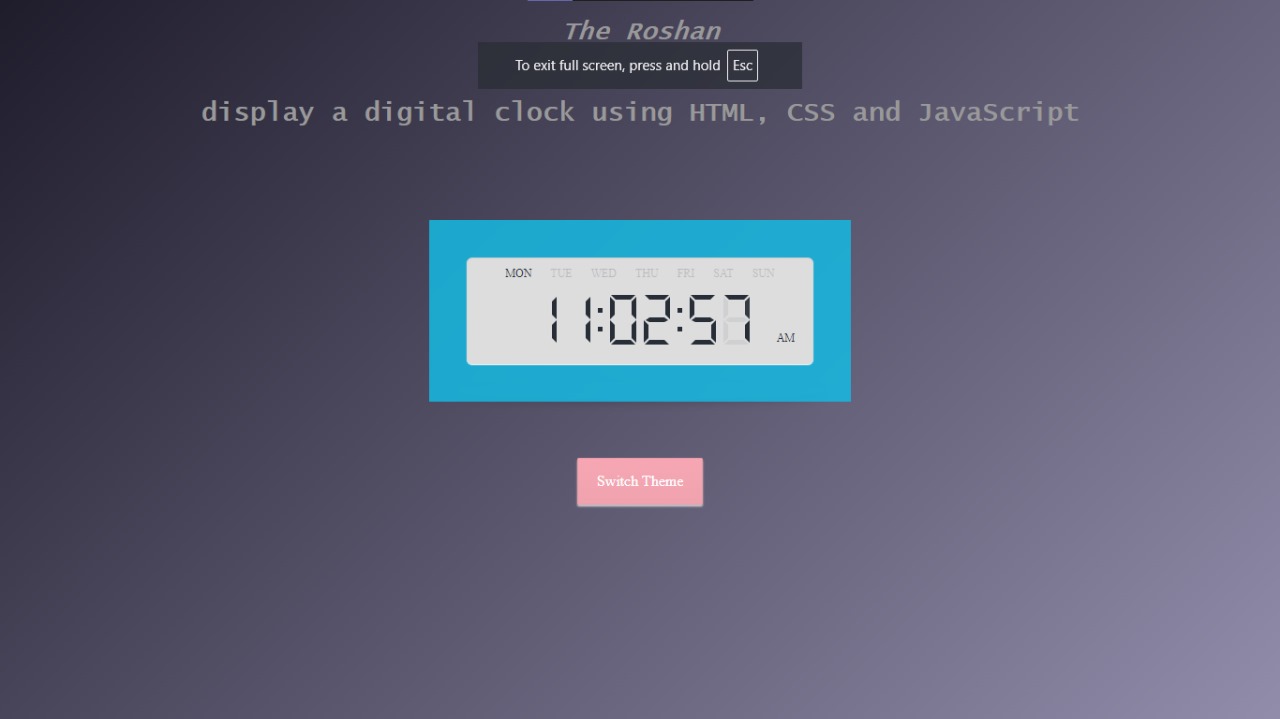 The Roshan
To exit full screen, press and hold Esc
display a digital clock using HTML, CSS and JavaScript
MON TUE WED THU FRI SAT SUN
11:02:57 AM
Switch Theme